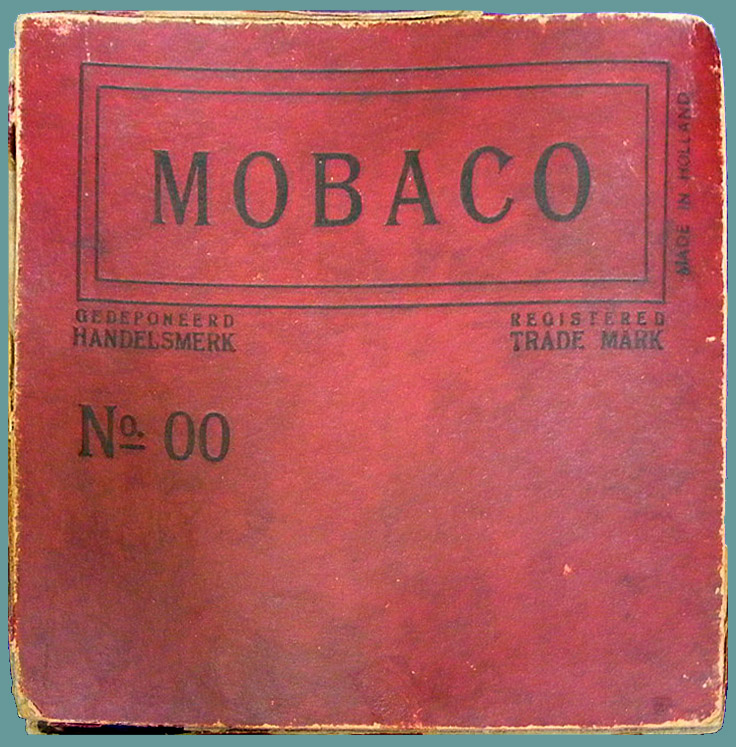 MOBACO
MADE IN HOLLAND
GEDEPONEERD
HANDELSMERK
REGISTERED
TRADE MARK
No. 00